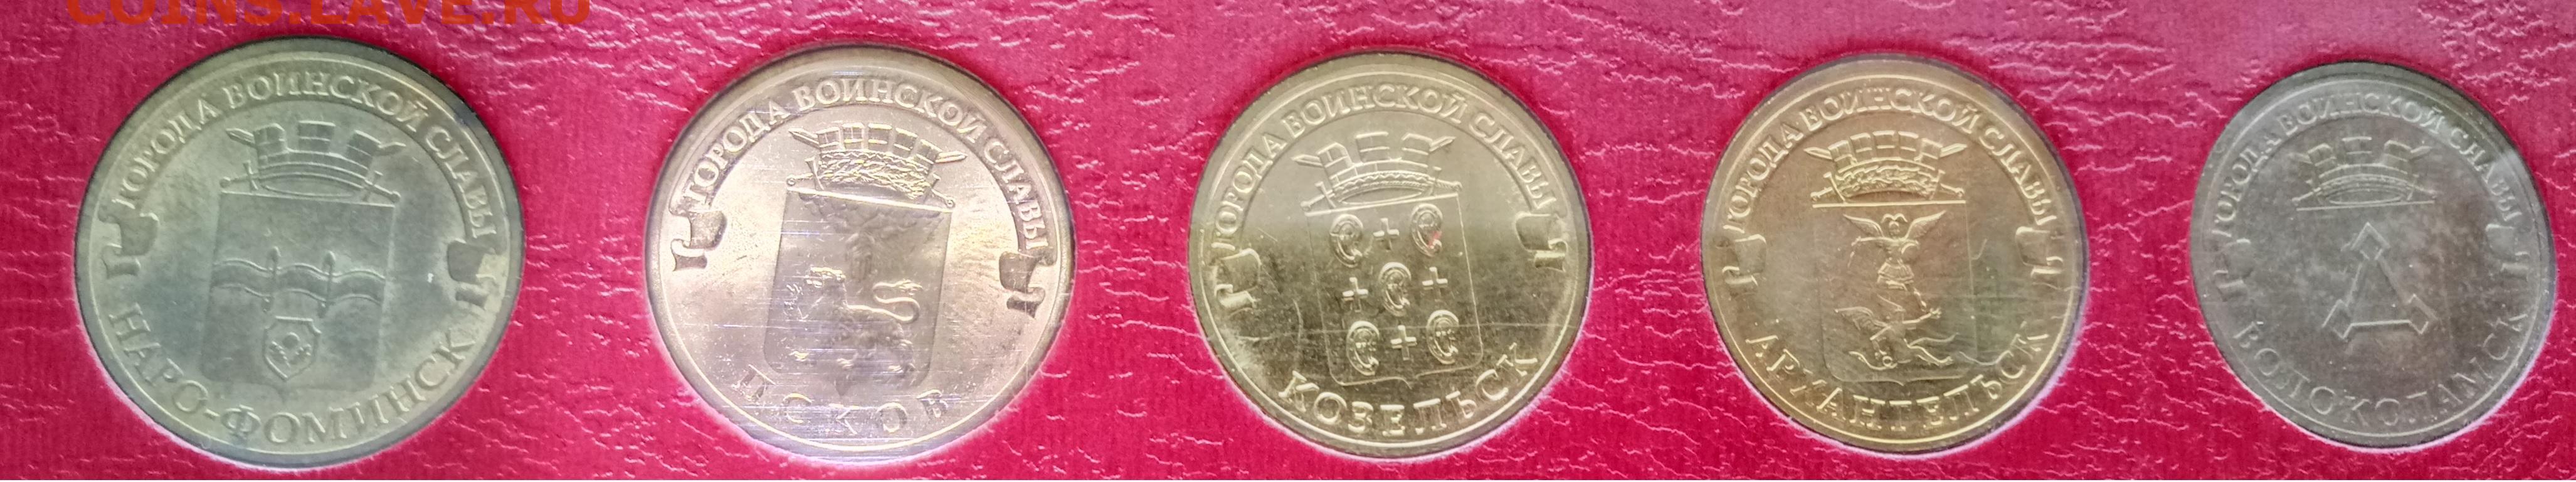 COINS.LAVE.RU
ГОРОДА ВОИНСКОЙ СЛАВЫ
НАРО-ФОМИНСК
ГОРОДА ВОИНСКОЙ СЛАВЫ
ПСКОВ
ГОРОДА ВОИНСКОЙ СЛАВЫ
КОЗЕЛЬСК
ГОРОДА ВОИНСКОЙ СЛАВЫ
АРХАНГЕЛЬСК
ГОРОДА ВОИНСКОЙ СЛАВЫ
ВОЛОКОЛАМСК